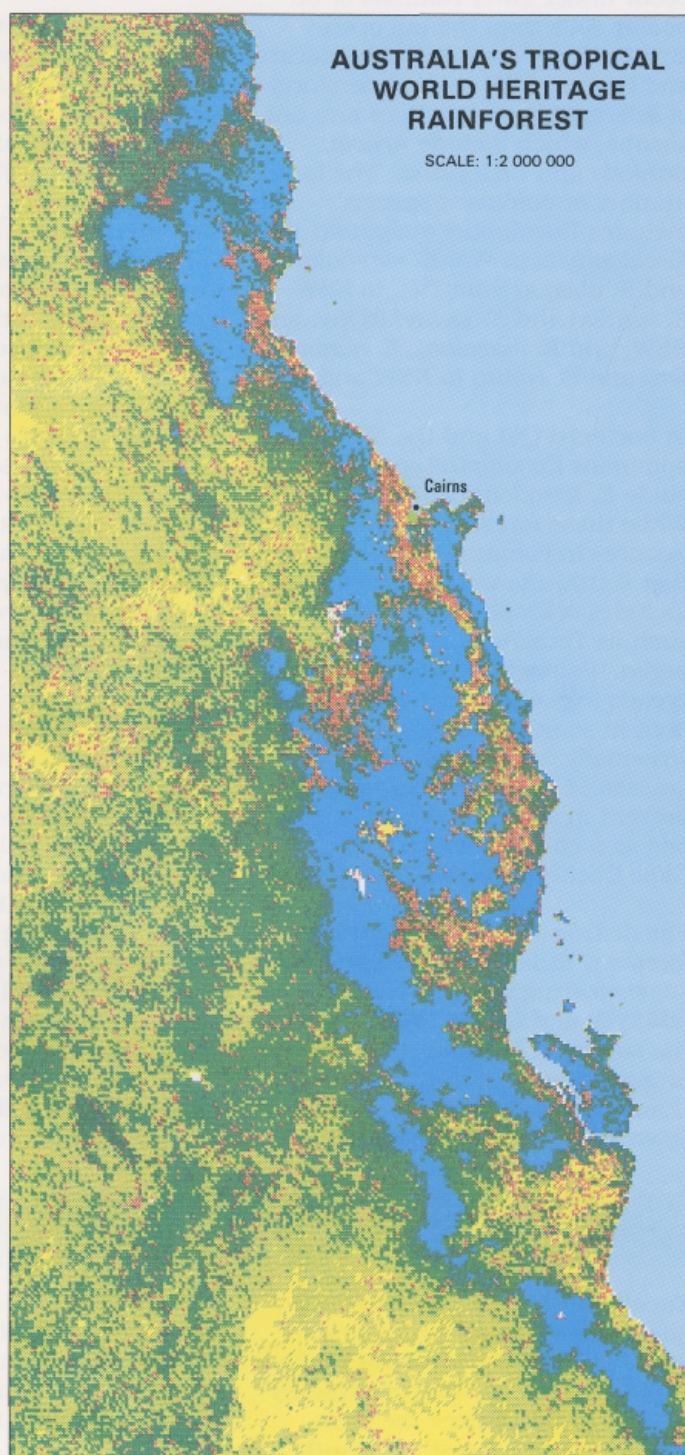 AUSTRALIA'S TROPICAL
WORLD HERITAGE
RAINFOREST
SCALE: 1:2 000 000
Cairns